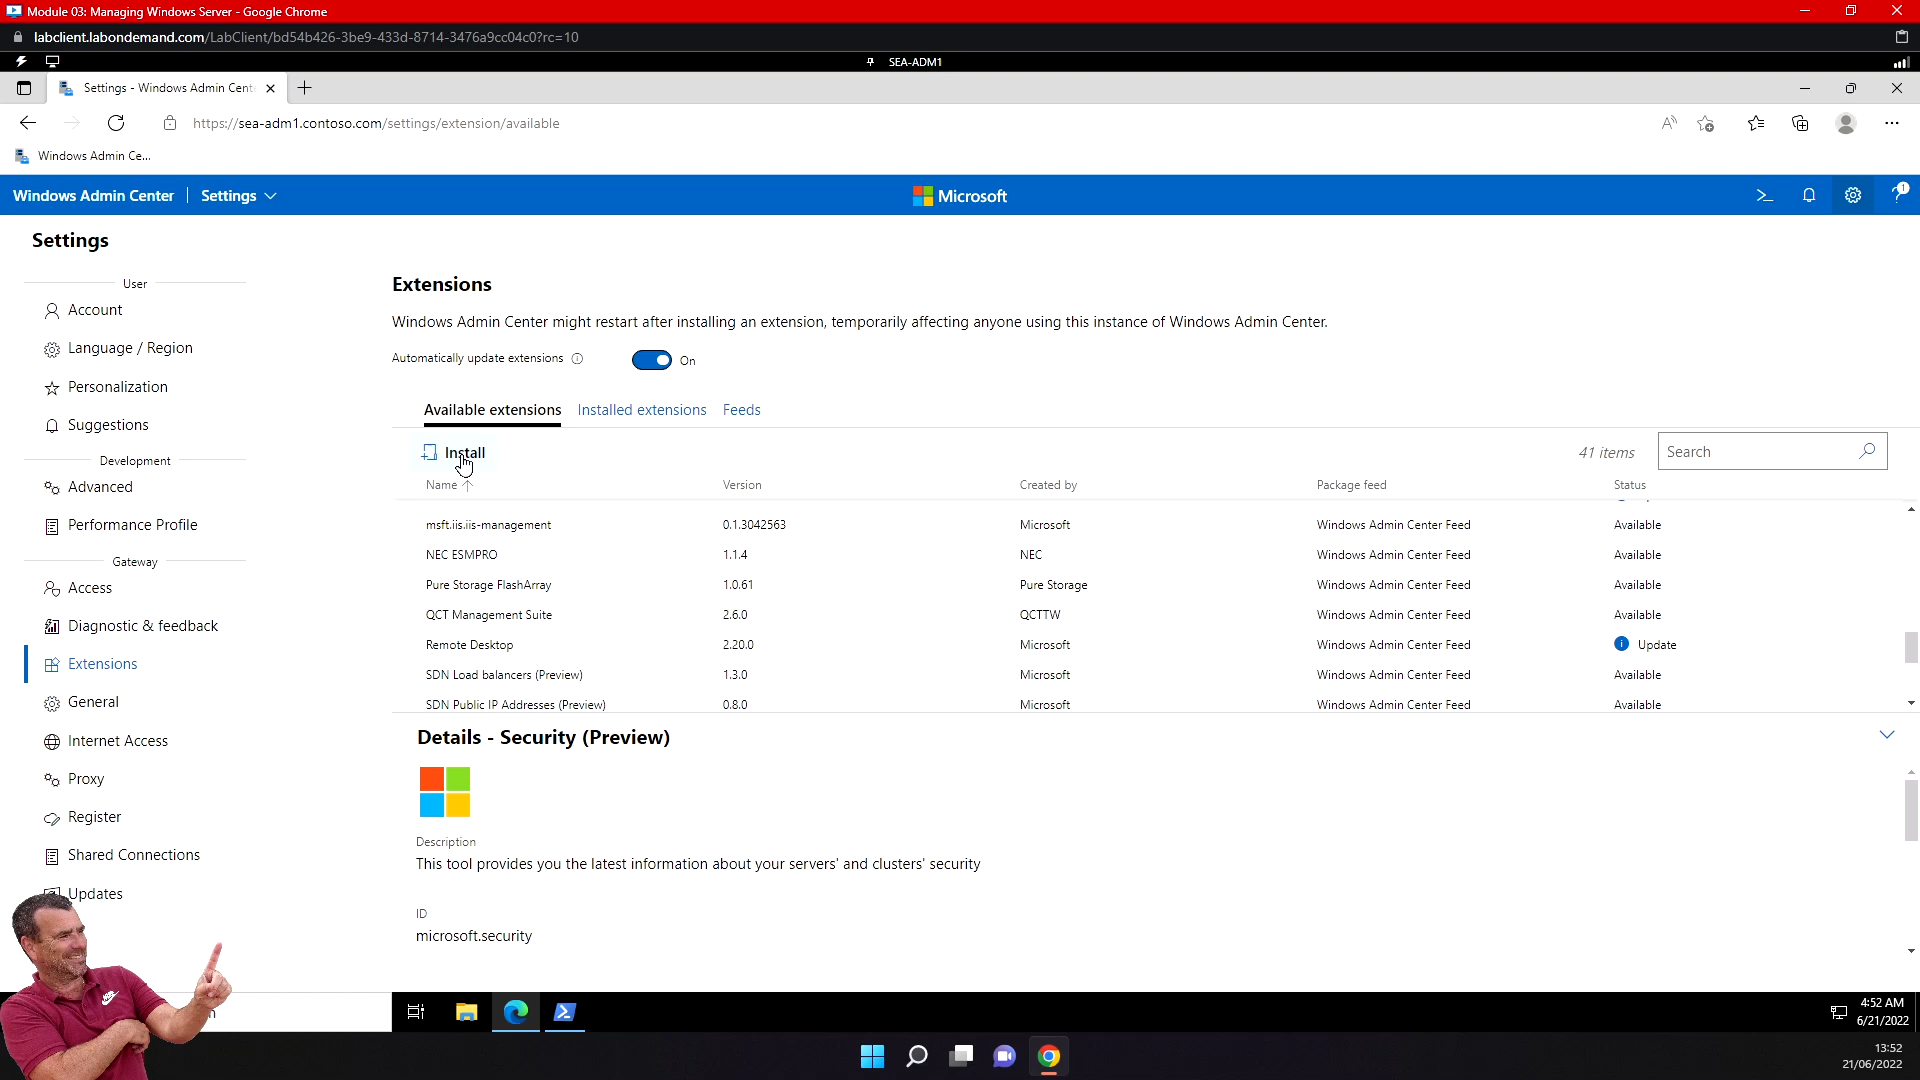 Module 03: Managing Windows Server - Google Chrome
labclient.labondemand.com/LabClient/bd54b426-3be9-433d-8714-3476a9cc04c0?rc=10
SEA-ADM1
Settings - Windows Admin Cent
https://sea-adm1.contoso.com/settings/extension/available
Windows Admin Ce...
Windows Admin Center | Settings
Microsoft
1
Settings
User
Account
Language / Region
Personalization
Suggestions
Development
Advanced
Performance Profile
Gateway
Access
Diagnostic & feedback
Extensions
General
Internet Access
Proxy
Register
Shared Connections
Updates
Extensions
Windows Admin Center might restart after installing an extension, temporarily affecting anyone using this instance of Windows Admin Center.
Automatically update extensions On
Available extensions Installed extensions Feeds
Install 41 items Search
Name Version Created by Package feed Status
msft.iis.iis-management 0.1.3042563 Microsoft Windows Admin Center Feed Available
NEC ESMPRO 1.1.4 NEC Windows Admin Center Feed Available
Pure Storage FlashArray 1.0.61 Pure Storage Windows Admin Center Feed Available
QCT Management Suite 2.6.0 QCTTW Windows Admin Center Feed Available
Remote Desktop 2.20.0 Microsoft Windows Admin Center Feed Update
SDN Load balancers (Preview) 1.3.0 Microsoft Windows Admin Center Feed Available
SDN Public IP Addresses (Preview) 0.8.0 Microsoft Windows Admin Center Feed Available
Details - Security (Preview)
Description
This tool provides you the latest information about your servers' and clusters' security
ID
microsoft.security
4:52 AM
6/21/2022
13:52
21/06/2022